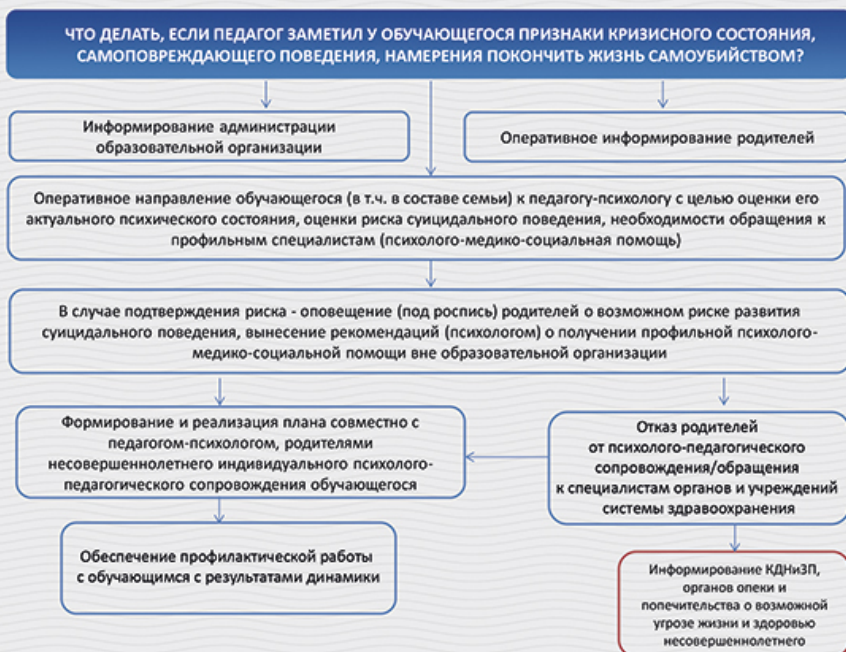 ЧТО ДЕЛАТЬ, ЕСЛИ ПЕДАГОГ ЗАМЕТИЛ У ОБУЧАЮЩЕГОСЯ ПРИЗНАКИ КРИЗИСНОГО СОСТОЯНИЯ,
САМОПОВРЕЖДАЮЩЕГО ПОВЕДЕНИЯ, НАМЕРЕНИЯ ПОКОНЧИТЬ ЖИЗНЬ САМОУБИЙСТВОМ?
Информирование администрации
образовательной организации
Оперативное информирование родителей
Оперативное направление обучающегося (в т.ч. в составе семьи) к педагогу-психологу с целью оценки его
актуального психического состояния, оценки риска суицидального поведения, необходимости обращения к
профильным специалистам (психолого-медико-социальная помощь)
В случае подтверждения риска - оповещение (под роспись) родителей о возможном риске развития
суицидального поведения, вынесение рекомендаций (психологом) о получении профильной психолого-
медико-социальной помощи вне образовательной организации
Формирование и реализация плана совместно с
педагогом-психологом, родителями
несовершеннолетнего индивидуального психолого-
педагогического сопровождения обучающегося
Отказ родителей
от психолого-педагогического
сопровождения/обращения
к специалистам органов и учреждений
системы здравоохранения
Обеспечение профилактической работы
с обучающимся с результатами динамики
Информирование КДНиЗП,
органов опеки и
попечительства о возможной
угрозе жизни и здоровью
несовершеннолетнего